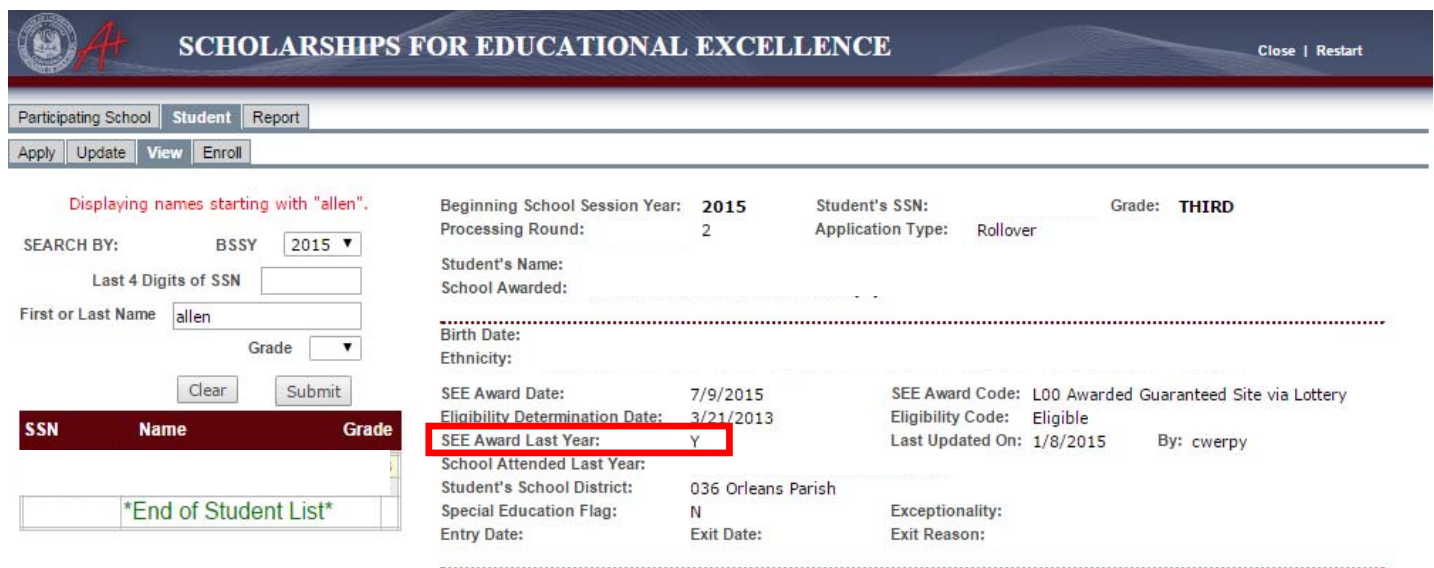 A+ SCHOLARSHIPS FOR EDUCATIONAL EXCELLENCE Close | Restart
Participating School Student Report
Apply Update View Enroll
Displaying names starting with "allen".
SEARCH BY: BSSY 2015
Last 4 Digits of SSN
First or Last Name allen
Grade
Clear Submit
SSN Name Grade
*End of Student List*
Beginning School Session Year: 2015 Student's SSN: Grade: THIRD
Processing Round: 2 Application Type: Rollover
Student's Name:
School Awarded:
Birth Date:
Ethnicity:
SEE Award Date: 7/9/2015 SEE Award Code: L00 Awarded Guaranteed Site via Lottery
Eligibility Determination Date: 3/21/2013 Eligibility Code: Eligible
SEE Award Last Year: Y Last Updated On: 1/8/2015 By: cwerpy
School Attended Last Year:
Student's School District: 036 Orleans Parish
Special Education Flag: N Exceptionality:
Entry Date: Exit Date: Exit Reason: